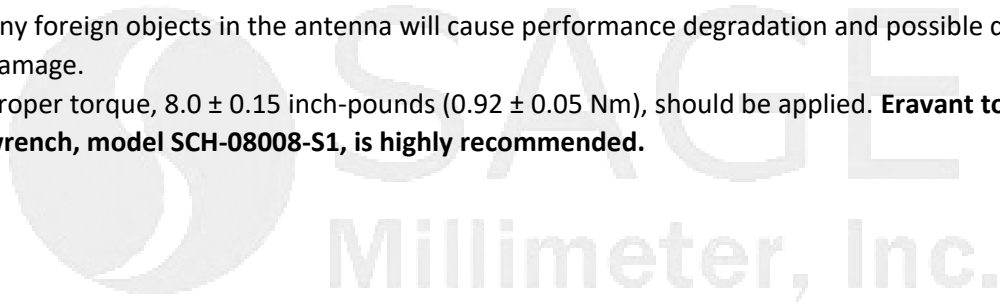 ny foreign objects in the antenna will cause performance degradation and possible
amage.
roper torque, 8.0 ± 0.15 inch-pounds (0.92 ± 0.05 Nm), should be applied. Eravant
rench, model SCH-08008-S1, is highly recommended.
SAGE
Millimeter, Inc.